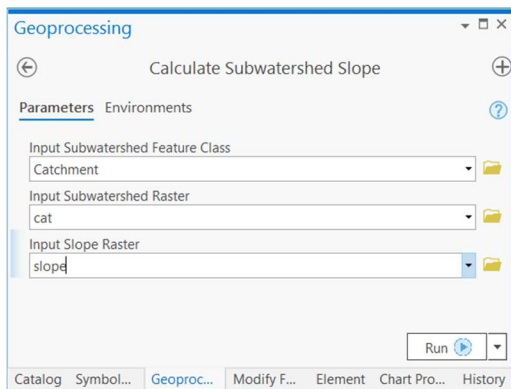 Geoprocessing
Calculate Subwatershed Slope
Parameters Environments
Input Subwatershed Feature Class
Catchment
Input Subwatershed Raster
cat
Input Slope Raster
slope
Run
Catalog Symbol... Geoproc... Modify F... Element Chart Pro... History